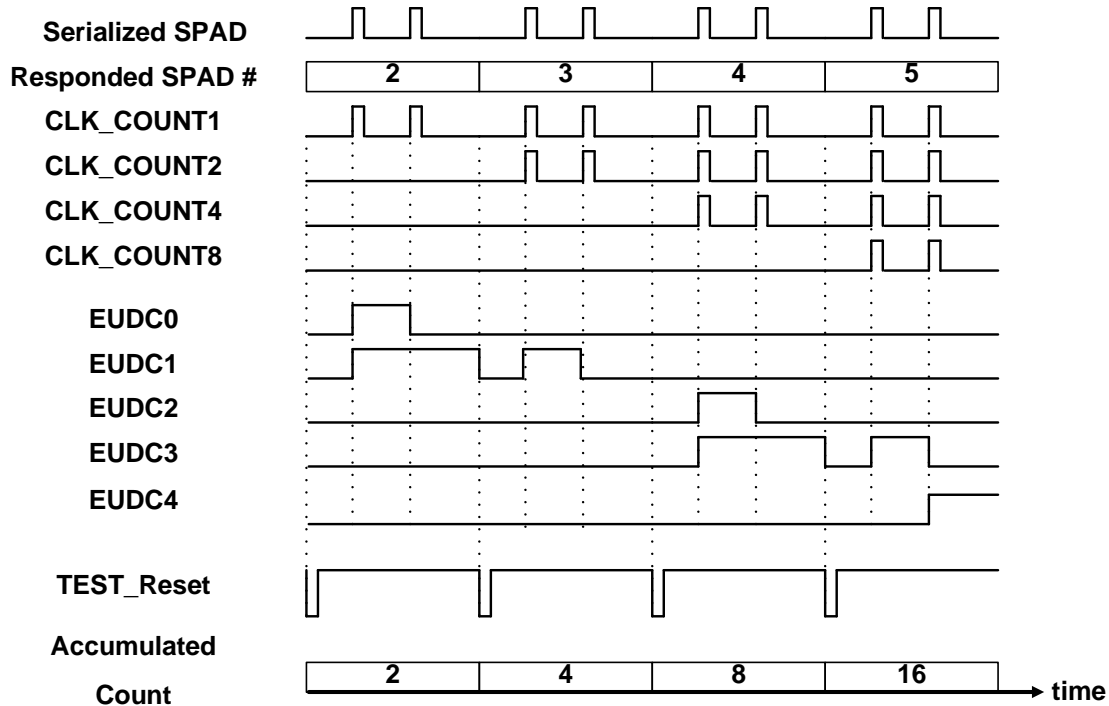 Serialized SPAD
Responded SPAD # 2 3 4 5
CLK_COUNT1
CLK_COUNT2
CLK_COUNT4
CLK_COUNT8
EUDC0
EUDC1
EUDC2
EUDC3
EUDC4
TEST_Reset
Accumulated
Count 2 4 8 16 time